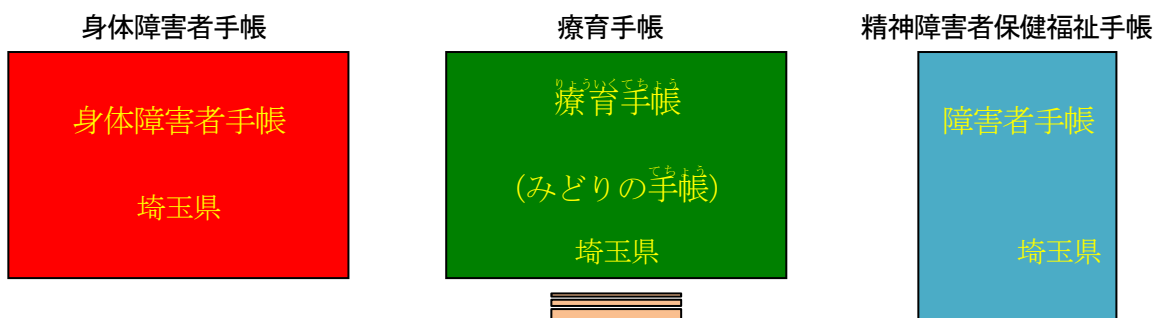 身体障害者手帳
身体障害者手帳
埼玉県
療育手帳
りょういくてちょう
療育手帳
てちょう
(みどりの手帳)
埼玉県
精神障害者保健福祉手帳
障害者手帳
埼玉県